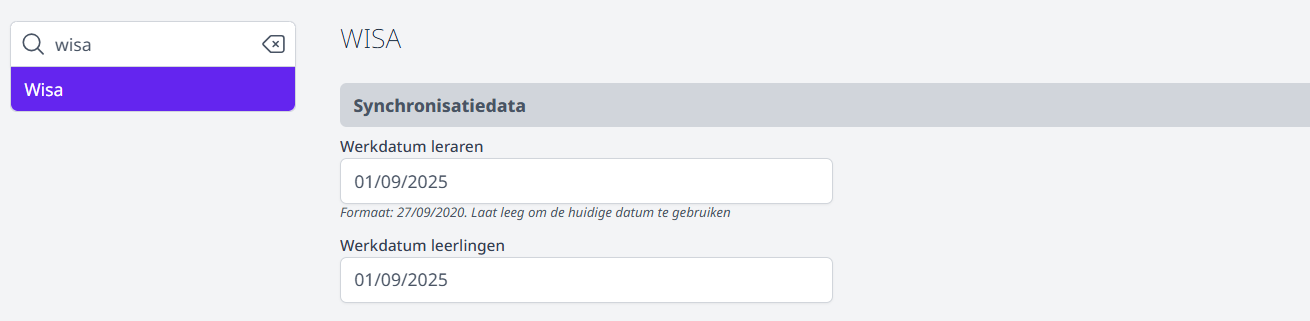 wisa
Wisa
WISA
Synchronisatiedata
Werkdatum leraren
01/09/2025
Formaat: 27/09/2020. Laat leeg om de huidige datum te gebruiken
Werkdatum leerlingen
01/09/2025